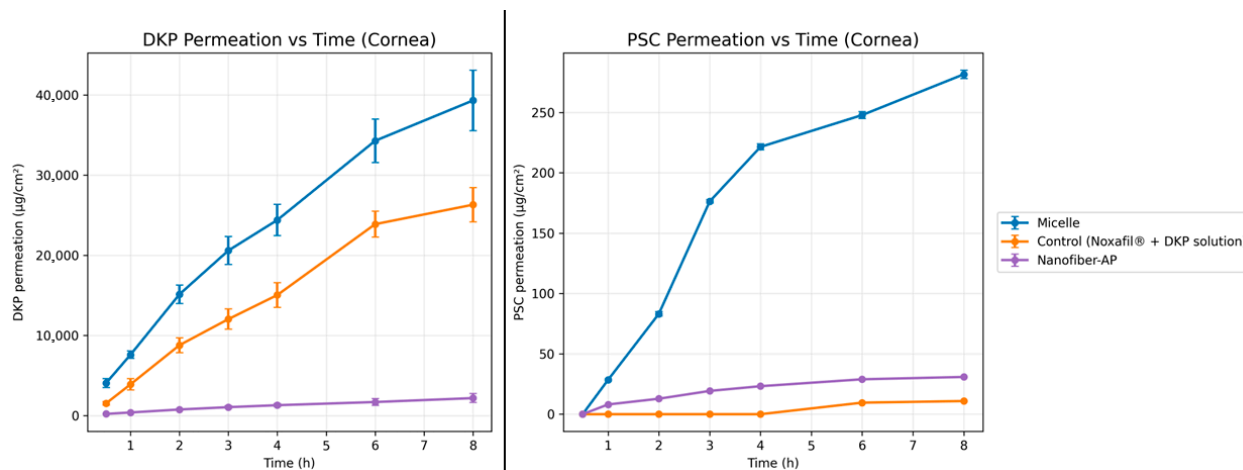 DKP Permeation vs Time (Cornea)
DKP permeation (µg/cm²)
40,000
30,000
20,000
10,000
0
1 2 3 4 5 6 7 8
Time (h)
PSC Permeation vs Time (Cornea)
PSC permeation (µg/cm²)
250
200
150
100
50
0
1 2 3 4 5 6 7 8
Time (h)
Micelle
Control (Noxafil® + DKP solution
Nanofiber-AP